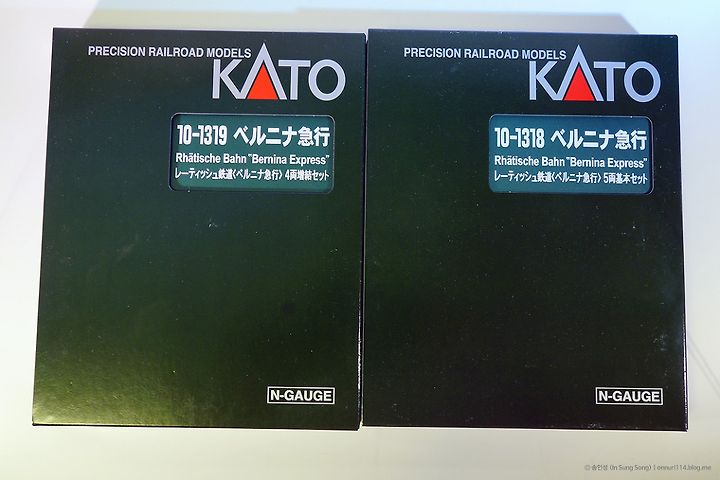 PRECISION RAILROAD MODELS
KATO
10-1319 ベルニナ急行
Rhätische Bahn "Bernina Express"
レーティッシュ鉄道〈ベルニナ急行〉4両増結セット
N-GAUGE
PRECISION RAILROAD MODELS
KATO
10-1318 ベルニナ急行
Rhätische Bahn "Bernina Express"
レーティッシュ鉄道〈ベルニナ急行〉5両基本セット
N-GAUGE
ⓒ 송인성 (In Sung Song) | onnuri114.blog.me